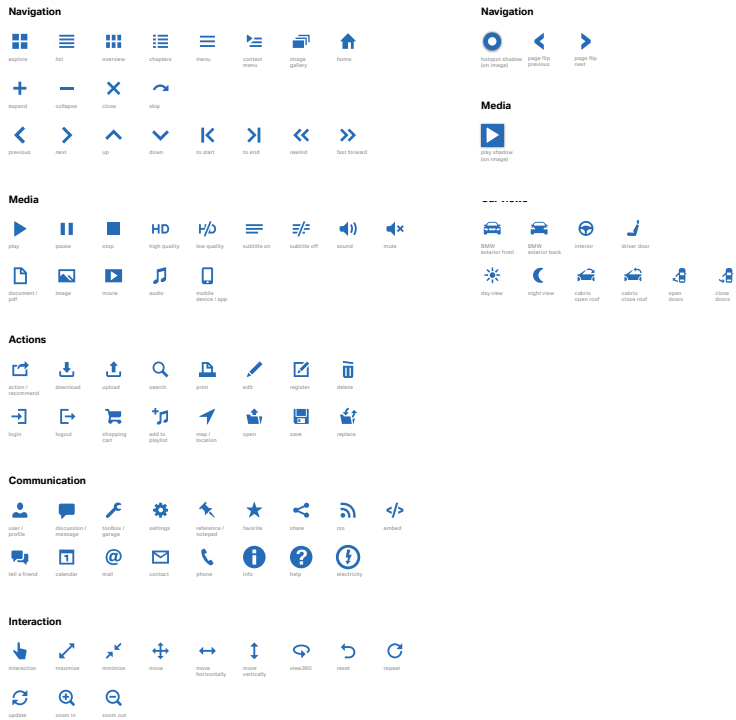 Navigation
explore
list
overview
chapters
menu
context
menu
image
gallery
home
expand
collapse
close
skip
previous
next
up
down
to start
to end
rewind
fast forward
Media
play
pause
stop
HD
high quality
HD
low quality
subtitle on
subtitle off
sound
mute
document /
pdf
image
movie
audio
mobile
device / app
Actions
action /
recommend
download
upload
search
print
edit
register
delete
login
logout
shopping
cart
add to
playlist
map /
location
open
save
replace
Communication
user /
profile
discussion /
message
toolbox /
garage
settings
reference /
notepad
favorite
share
rss
</>
embed
tell a friend
1
calendar
@
mail
contact
phone
i
info
?
help
electricity
Interaction
interaction
maximize
minimize
move
move
horizontally
move
vertically
view360
reset
repeat
update
zoom in
zoom out
Navigation
hotspot shadow
(on image)
page flip
previous
page flip
next
Media
play shadow
(on image)
BMW
exterior front
BMW
exterior back
interior
driver door
day view
night view
cabrio
open roof
cabrio
close roof
open
doors
close
doors